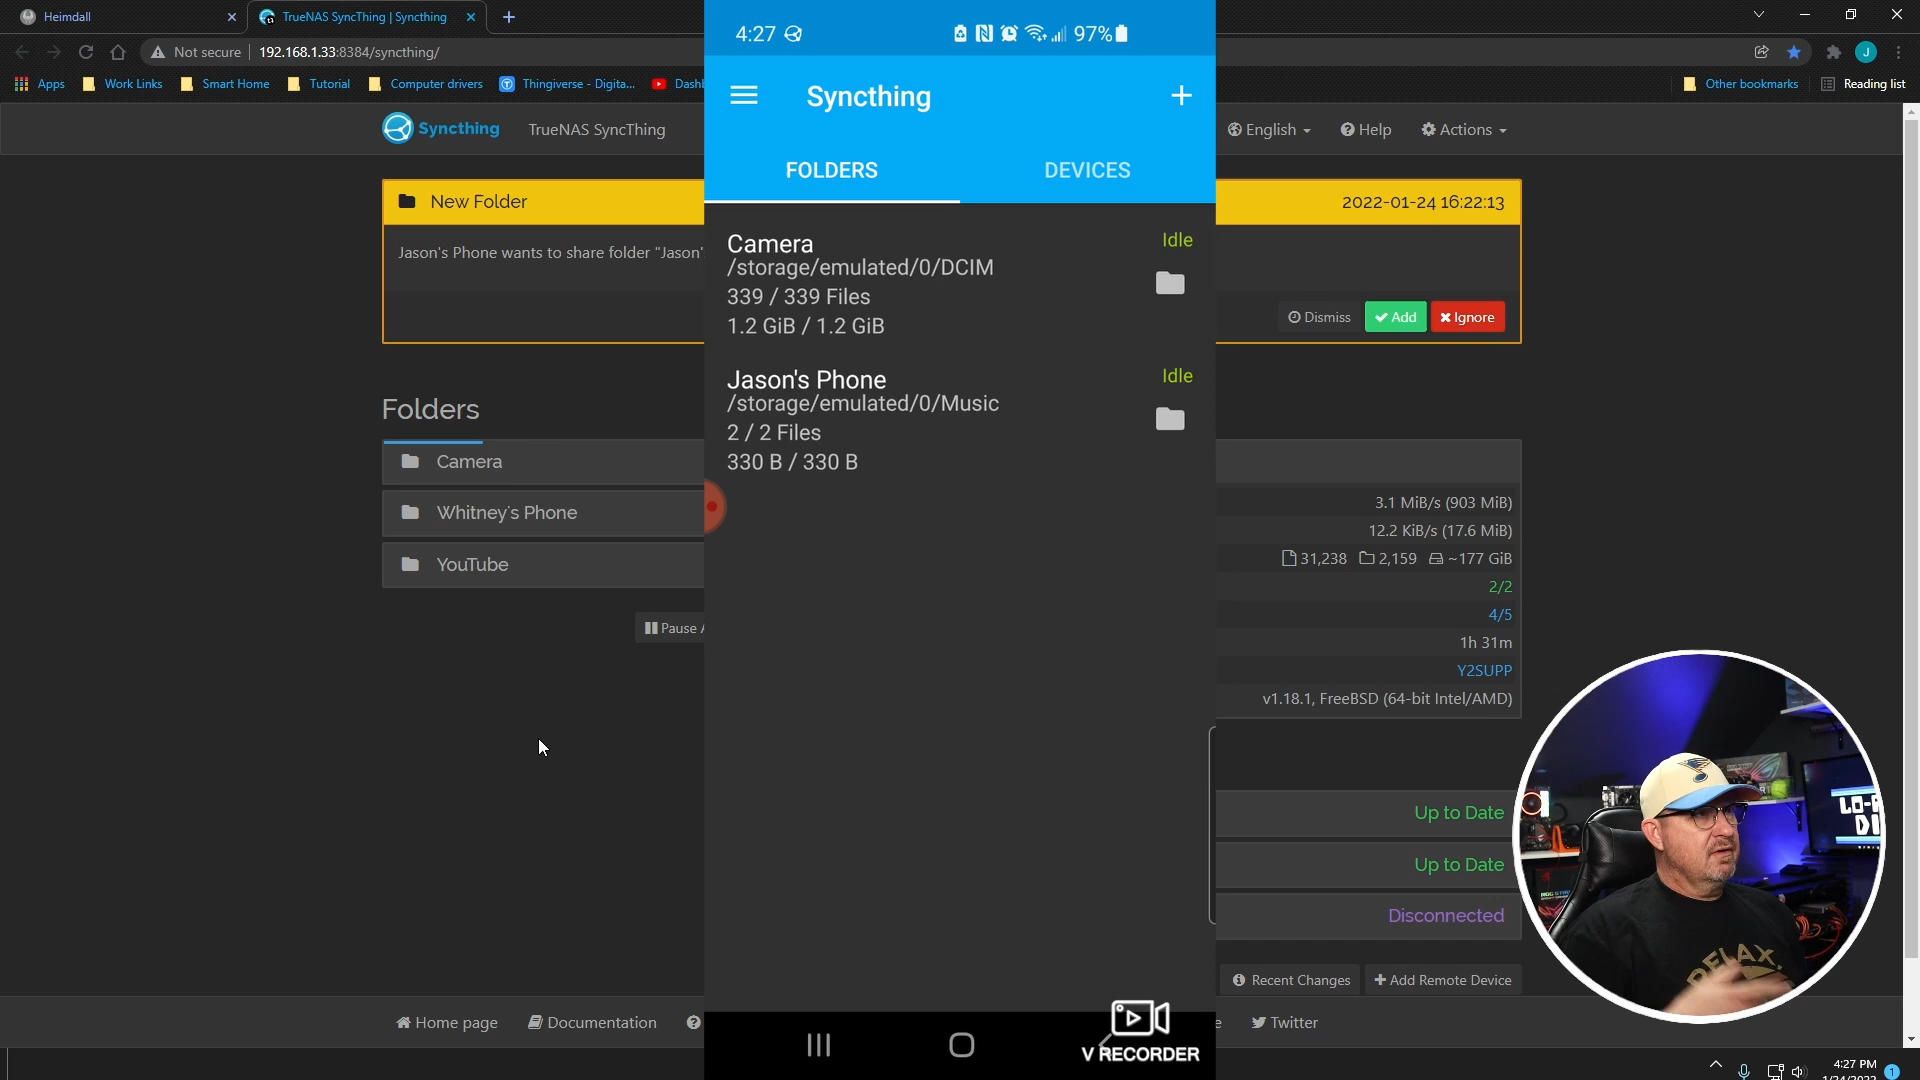 Heimdall
TrueNAS SyncThing | Syncthing
Not secure | 192.168.1.33:8384/syncthing/
Apps
Work Links
Smart Home
Tutorial
Computer drivers
Thingiverse - Digita...
Other bookmarks
Reading list
Syncthing
TrueNAS SyncThing
English
Help
Actions
New Folder
2022-01-24 16:22:13
Jason's Phone wants to share folder "Jason'
Dismiss
Add
Ignore
Folders
Camera
Whitney's Phone
YouTube
Pause
4:27
97%
Syncthing
FOLDERS
DEVICES
Camera
Idle
/storage/emulated/0/DCIM
339 / 339 Files
1.2 GiB / 1.2 GiB
Jason's Phone
Idle
/storage/emulated/0/Music
2 / 2 Files
330 B / 330 B
V RECORDER
3.1 MiB/s (903 MiB)
12.2 KiB/s (17.6 MiB)
31,238 2,159 ~177 GiB
2/2
4/5
1h 31m
Y2SUPP
v1.18.1, FreeBSD (64-bit Intel/AMD)
Up to Date
Up to Date
Disconnected
Recent Changes
Add Remote Device
Home page
Documentation
Twitter
4:27 PM
1
RELAX.